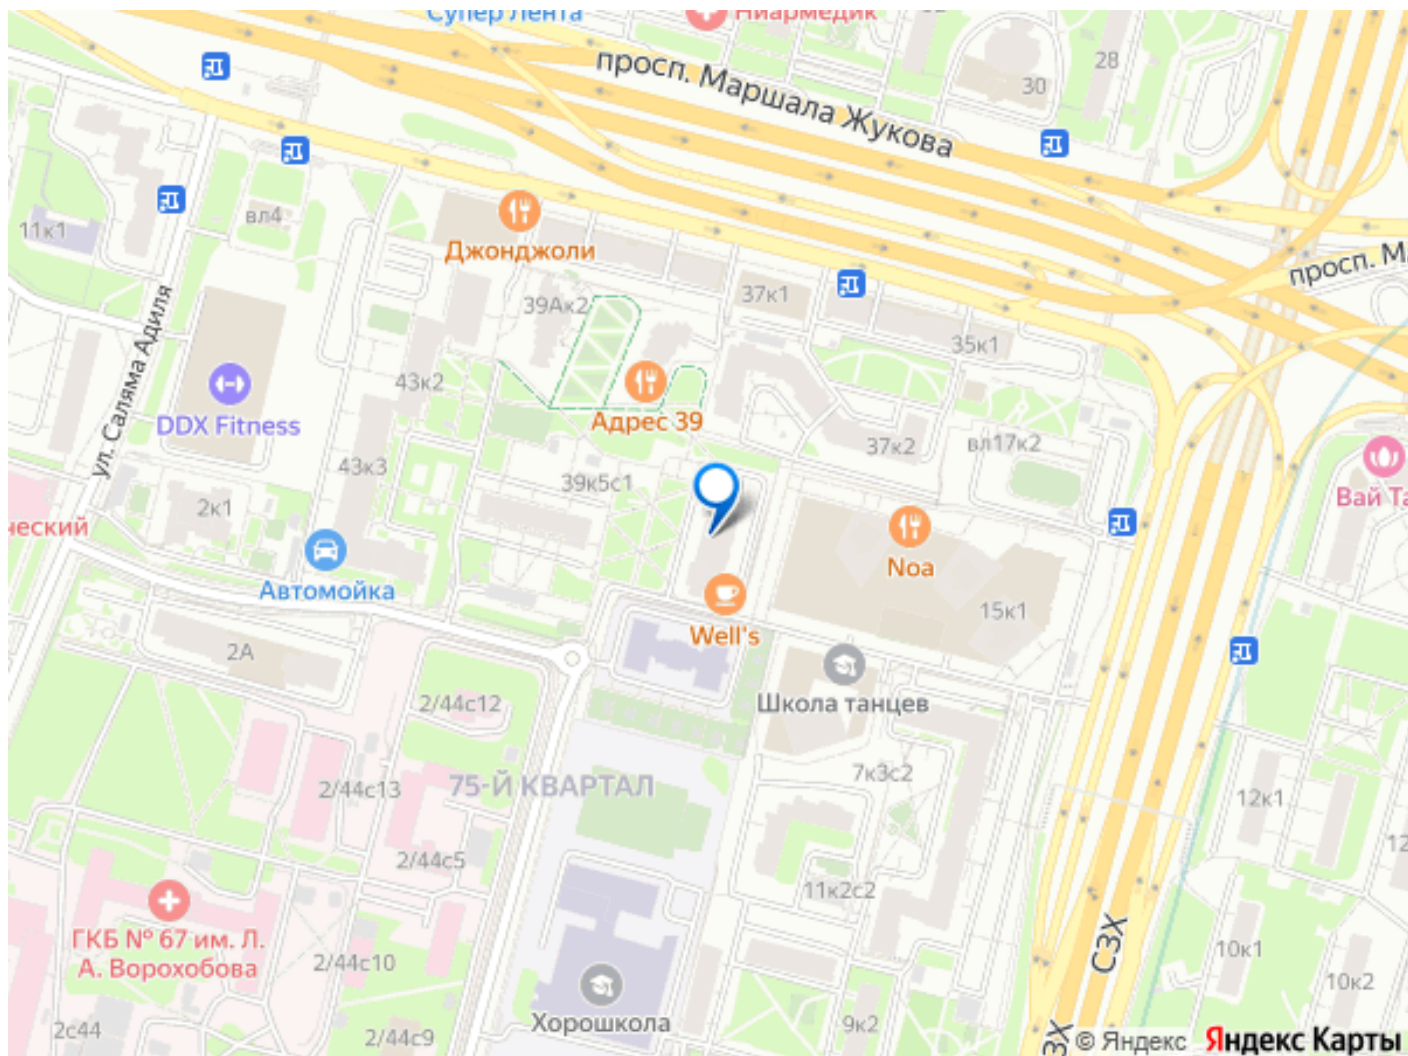 Супер Лента
Ниармедик
28
30
просп. Маршала Жукова
11к1
вл4
Джонджоли
просп. М
39Ак2
37к1
35к1
ул. Саляма Адиля
DDX Fitness
43к2
Адрес 39
37к2
вл17к2
43к3
39к5с1
2к1
Вай Та
ческий
Автомойка
Noa
15к1
Well's
2А
2/44с12
Школа танцев
7к3с2
2/44с13
75-Й КВАРТАЛ
12к1
12
2/44с5
11к2с2
ГКБ № 67 им. Л.
А. Ворохобова
2/44с10
СЗХ
10к1
10к2
Хорошкола
2с44
2/44с9
9к2
ЗХ
© Яндекс Яндекс Карты